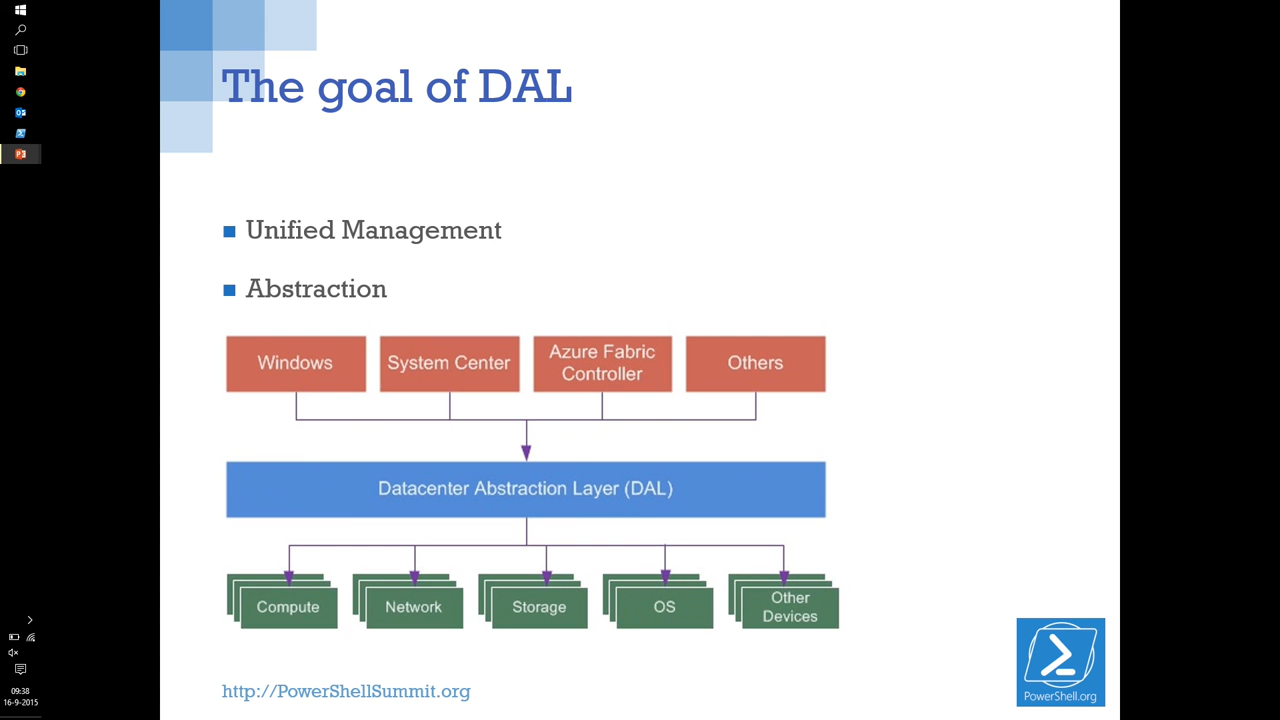 The goal of DAL
Unified Management
Abstraction
Windows
System Center
Azure Fabric
Controller
Others
Datacenter Abstraction Layer (DAL)
Compute
Network
Storage
OS
Other
Devices
http://PowerShellSummit.org
PowerShell.org
09:38
16-9-2015